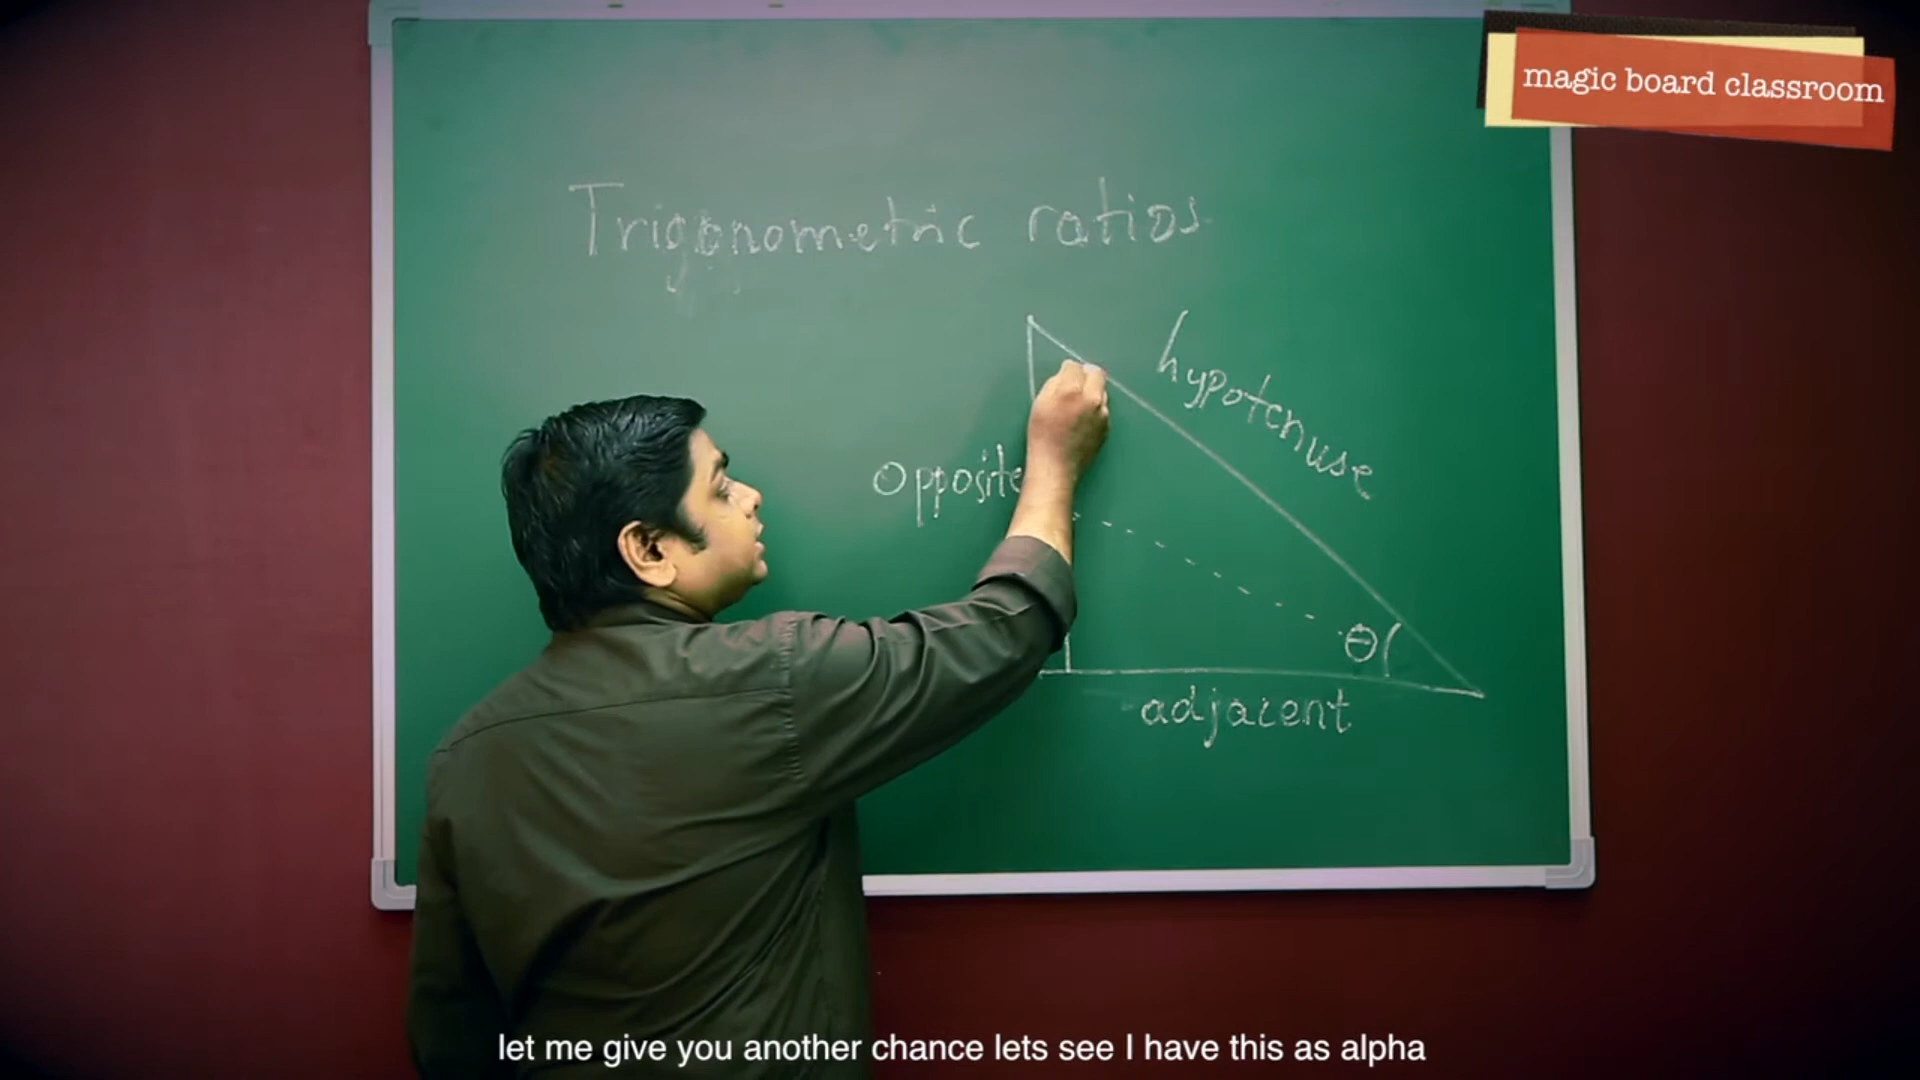 magic board classroom
Trigonometric ratios
hypotenuse
opposite
θ
adjacent
let me give you another chance lets see I have this as alpha